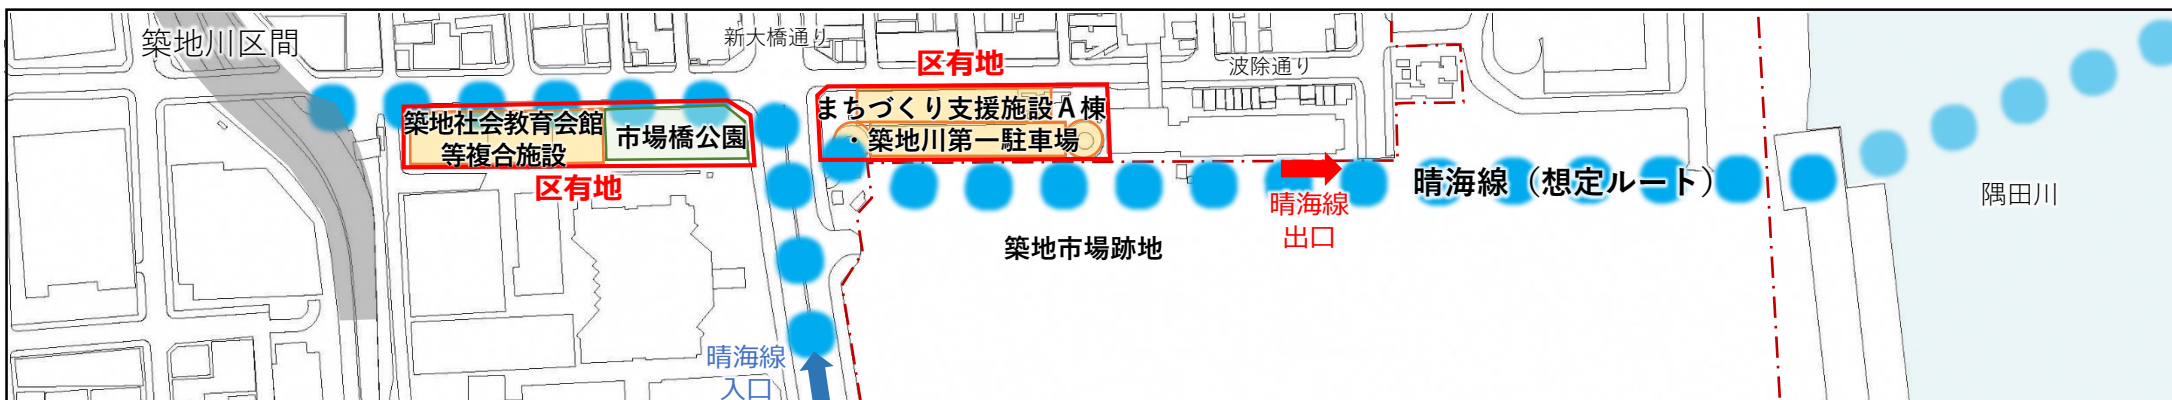 築地川区間
新大橋通り
区有地
波除通り
築地社会教育会館
等複合施設
市場橋公園
まちづくり支援施設A棟
・築地川第一駐車場
区有地
晴海線
出口
晴海線（想定ルート）
隅田川
築地市場跡地
晴海線
入口